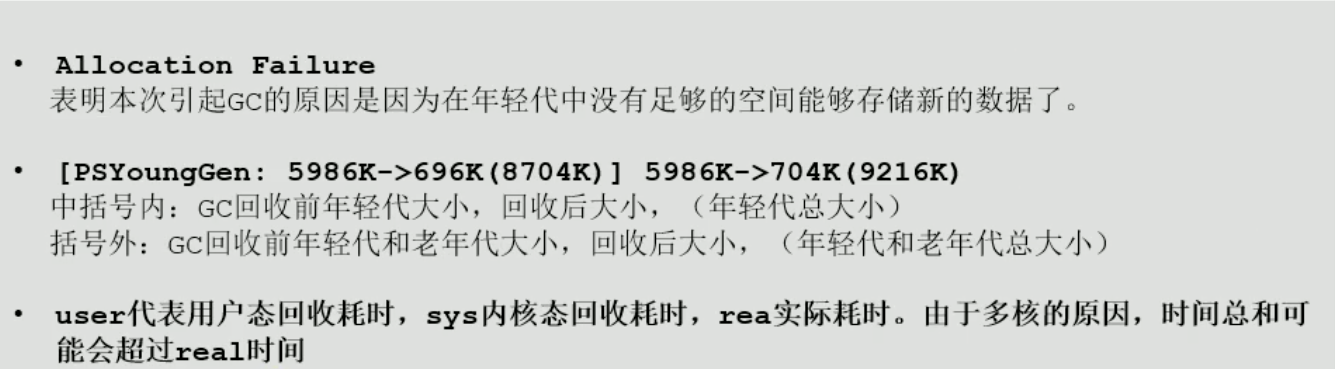 • Allocation Failure
表明本次引起GC的原因是因为在年轻代中没有足够的空间能够存储新的数据了。
• [PSYoungGen: 5986K->696K(8704K)] 5986K->704K(9216K)
中括号内：GC回收前年轻代大小，回收后大小，（年轻代总大小）
括号外：GC回收前年轻代和老年代大小，回收后大小，（年轻代和老年代总大小）
• user代表用户态回收耗时，sys内核态回收耗时，rea实际耗时。由于多核的原因，时间总和可
能会超过real时间